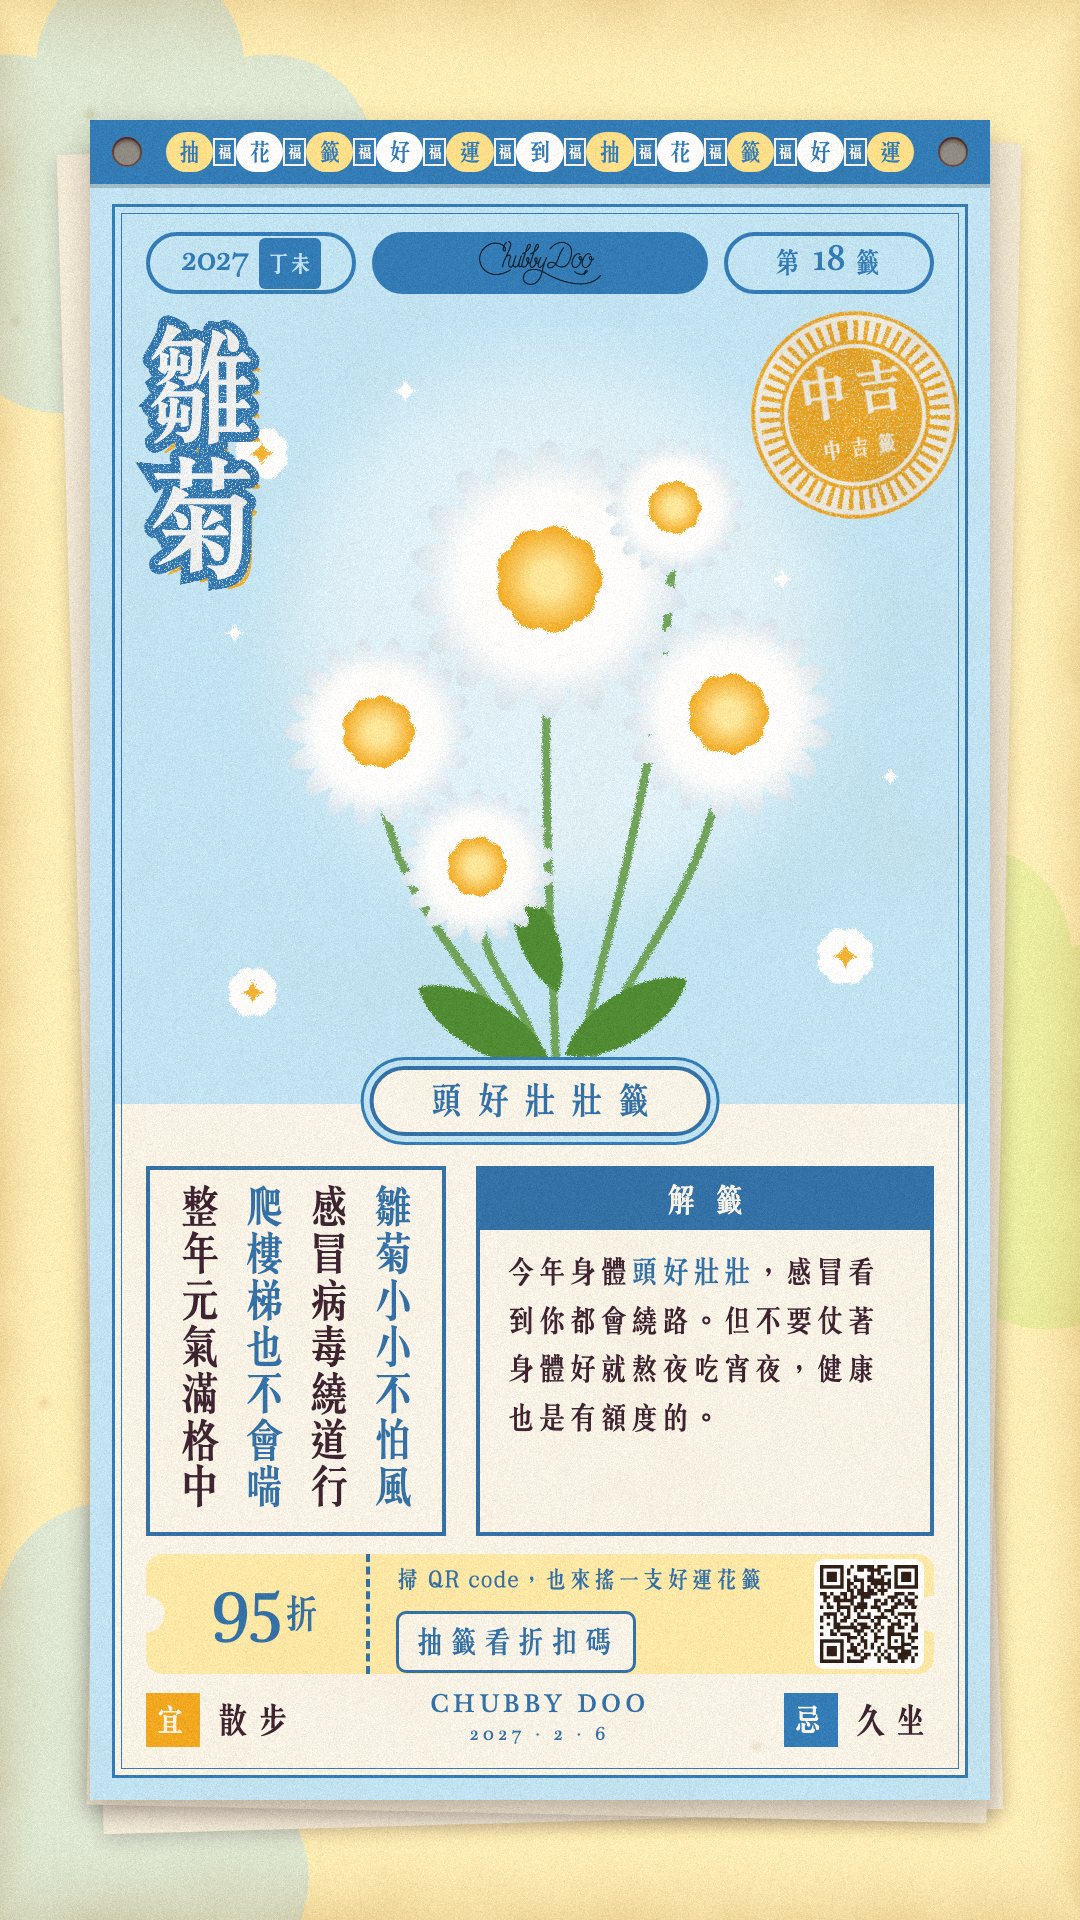 抽福花福籤福好福運福到福抽福花福籤福好福運
2027 丁未
Chubby Doo
第 18 籤
雛菊
中吉
中吉籤
頭好壯壯籤
雛菊小小不怕風
感冒病毒繞道行
爬樓梯也不會喘
整年元氣滿格中
解籤
今年身體頭好壯壯，感冒看
到你都會繞路。但不要仗著
身體好就熬夜吃宵夜，健康
也是有額度的。
95折
掃 QR code，也來搖一支好運花籤
抽籤看折扣碼
宜 散步
CHUBBY DOO
2027 · 2 · 6
忌 久坐